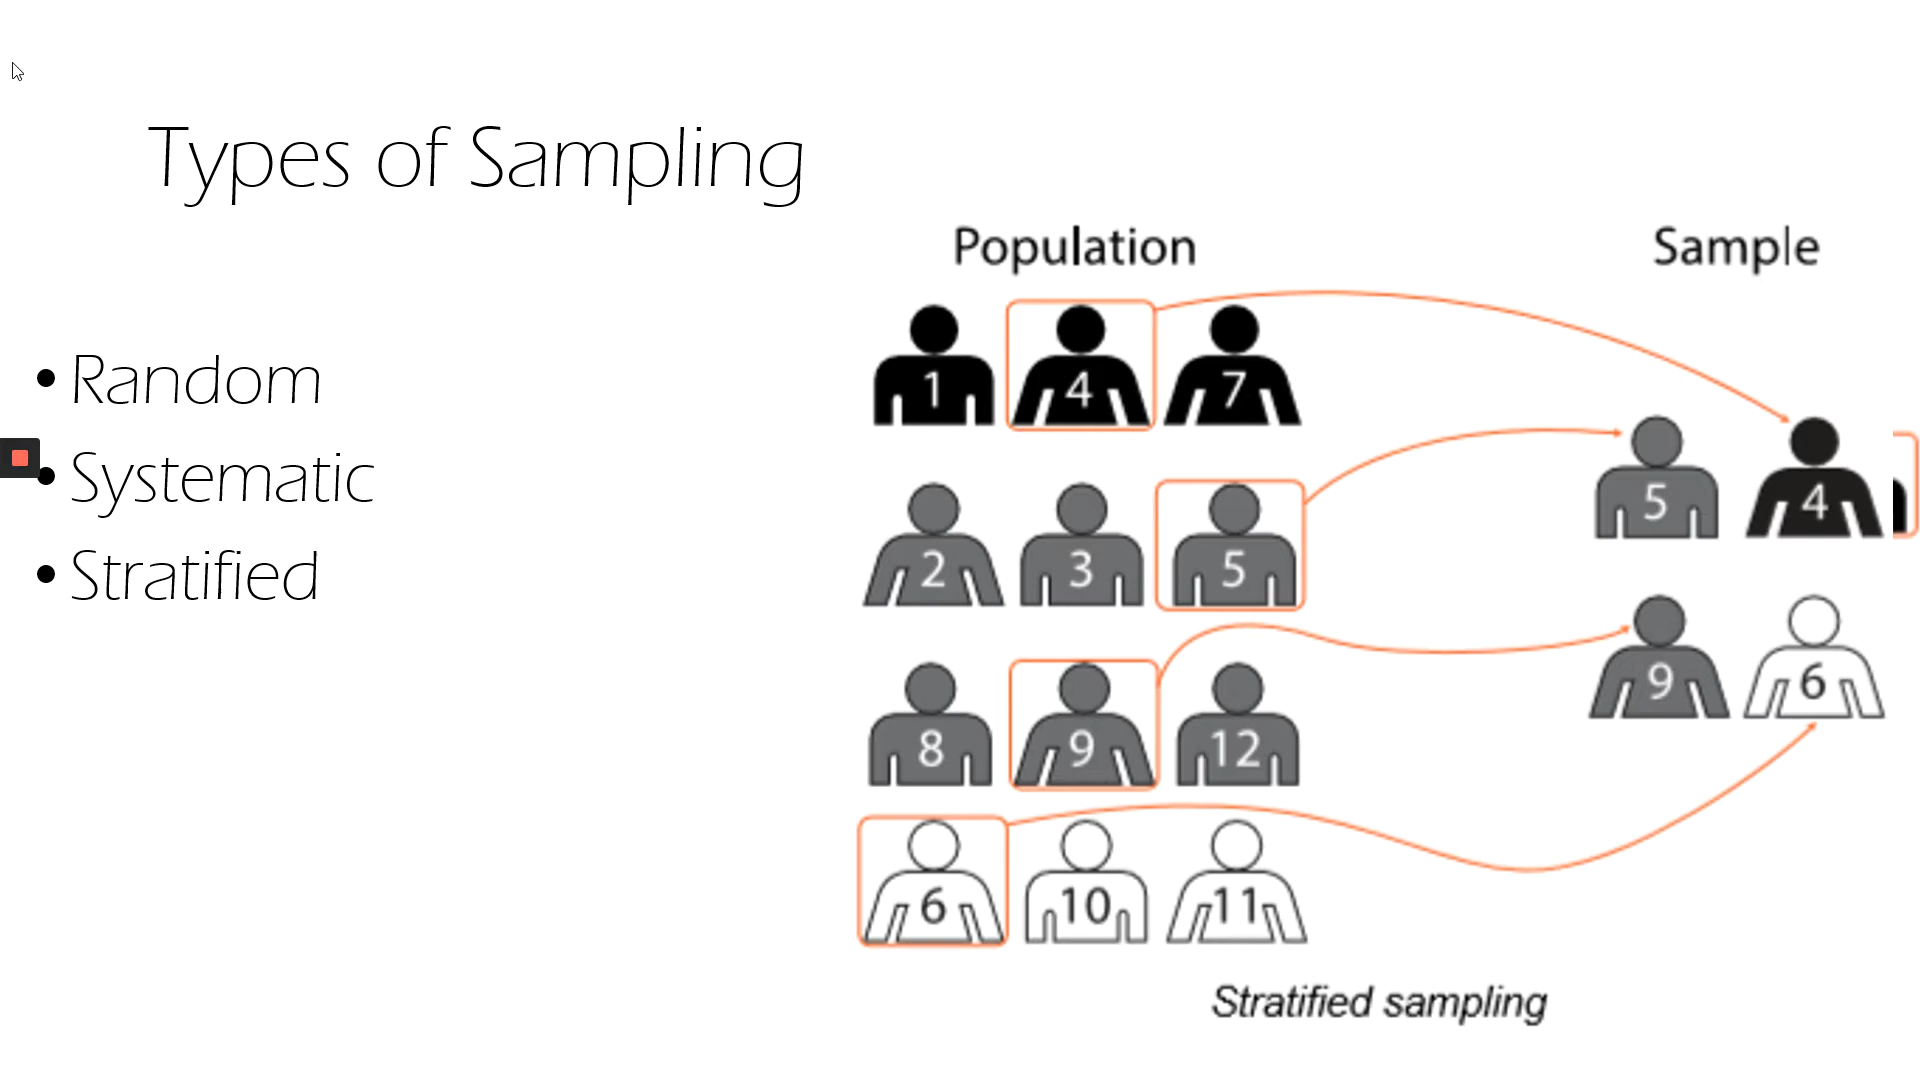 Types of Sampling
• Random
• Systematic
• Stratified
Population
Sample
1 4 7
5 4
2 3 5
9 6
8 9 12
6 10 11
Stratified sampling